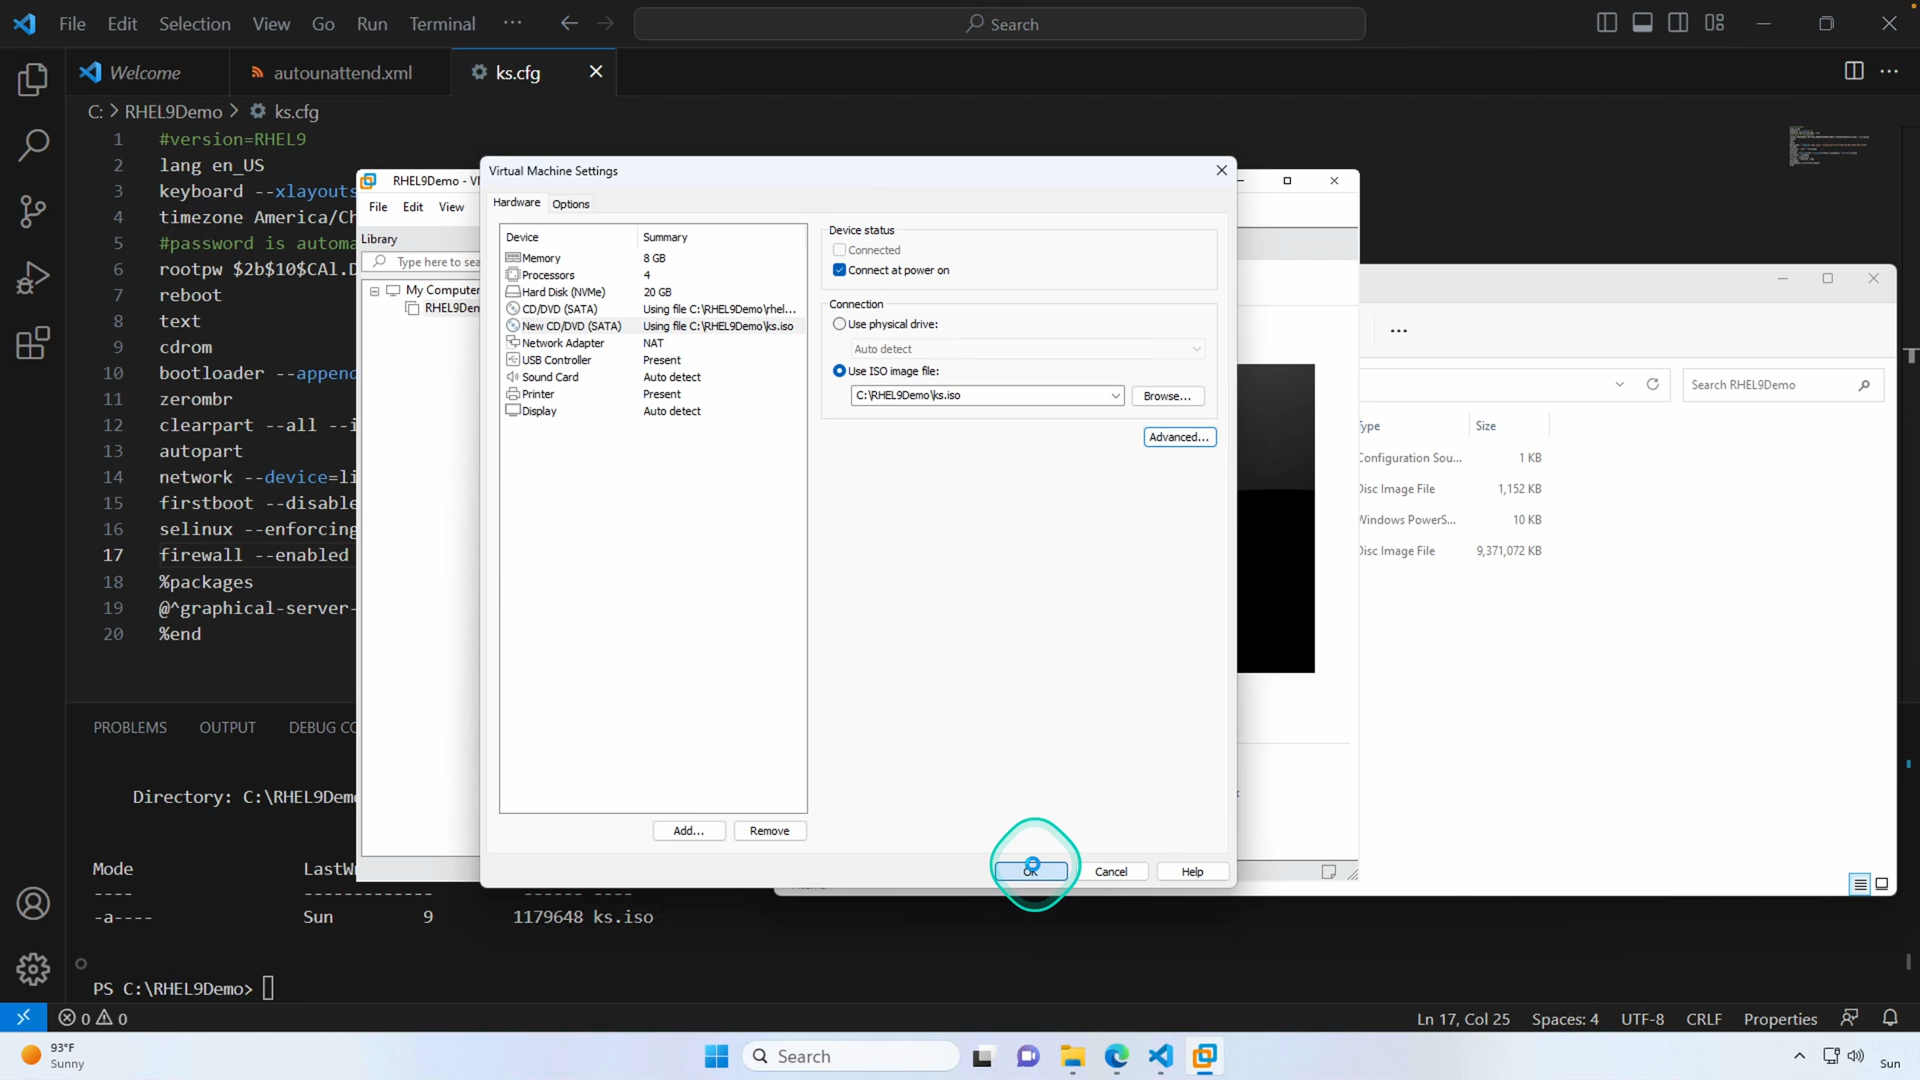 File Edit Selection View Go Run Terminal ··· Search
Welcome autounattend.xml ks.cfg
C: > RHEL9Demo > ks.cfg
1 #version=RHEL9
2 lang en_US
3 keyboard --xlayouts
4 timezone America/Ch
5 #password is automa
6 rootpw $2b$10$CAl.D
7 reboot
8 text
9 cdrom
10 bootloader --append
11 zerombr
12 clearpart --all --i
13 autopart
14 network --device=li
15 firstboot --disable
16 selinux --enforcing
17 firewall --enabled
18 %packages
19 @^graphical-server-
20 %end
RHEL9Demo - VM
File Edit View
Library
Type here to sea
My Computer
RHEL9Dem
Virtual Machine Settings
Hardware Options
Device Summary
Memory 8 GB
Processors 4
Hard Disk (NVMe) 20 GB
CD/DVD (SATA) Using file C:\RHEL9Demo\rhel...
New CD/DVD (SATA) Using file C:\RHEL9Demo\ks.iso
Network Adapter NAT
USB Controller Present
Sound Card Auto detect
Printer Present
Display Auto detect
Add... Remove
Device status
Connected
Connect at power on
Connection
Use physical drive:
Auto detect
Use ISO image file:
C:\RHEL9Demo\ks.iso Browse...
Advanced...
OK Cancel Help
···
Search RHEL9Demo
Type Size
Configuration Sou... 1 KB
Disc Image File 1,152 KB
Windows PowerS... 10 KB
Disc Image File 9,371,072 KB
PROBLEMS OUTPUT DEBUG CO
Directory: C:\RHEL9Demo
Mode LastWr
---- ------------- ------ ----
-a---- Sun 9 1179648 ks.iso
PS C:\RHEL9Demo>
0 0 Ln 17, Col 25 Spaces: 4 UTF-8 CRLF Properties
93°F
Sunny
Search
Sun